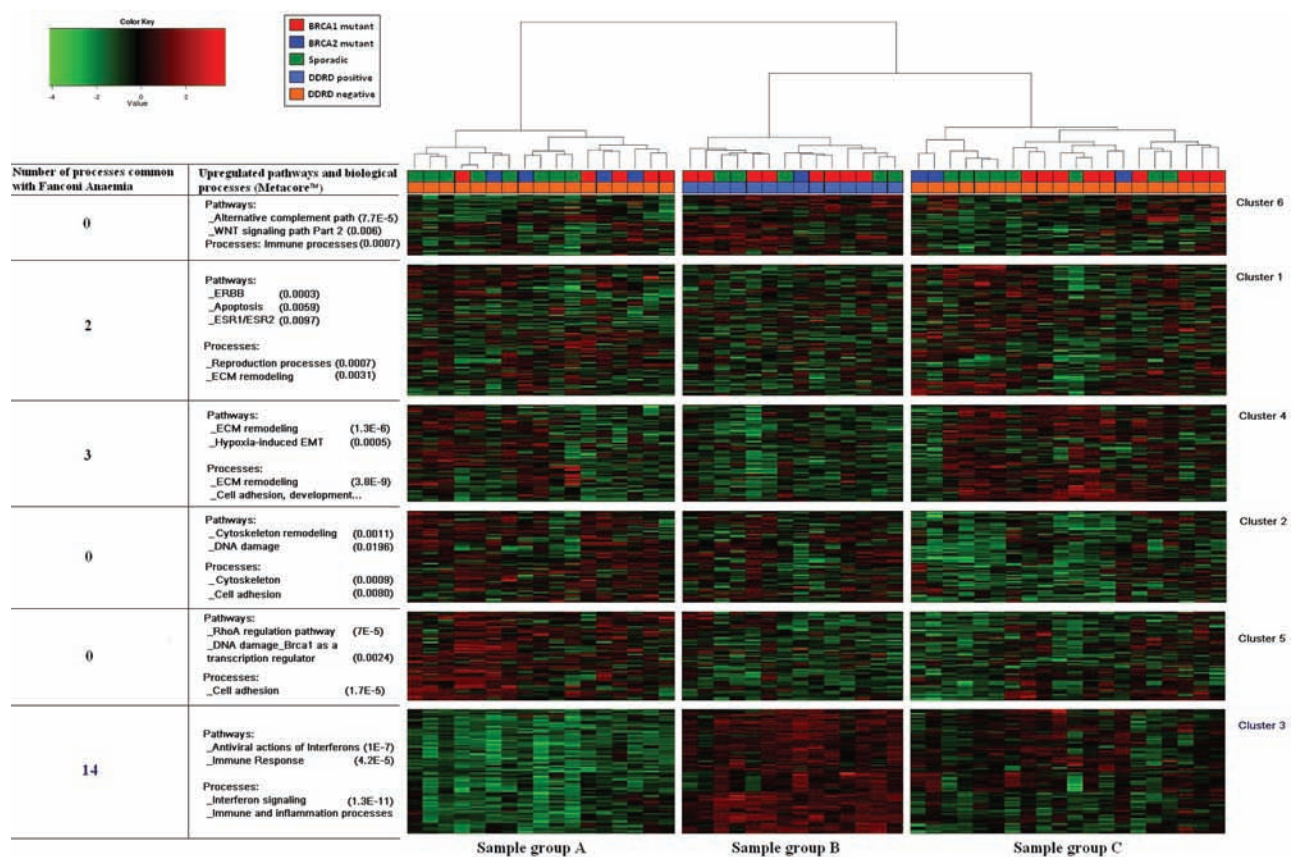 Color Key
-4 -2 0 2
Value
BRCA1 mutant
BRCA2 mutant
Sporadic
DDRD positive
DDRD negative
Number of processes common
with Fanconi Anaemia
Upregulated pathways and biological
processes (Metacore™)
0
Pathways:
_Alternative complement path (7.7E-5)
_WNT signaling path Part 2 (0.006)
Processes: Immune processes (0.0007)
Cluster 6
2
Pathways:
_ERBB (0.0003)
_Apoptosis (0.0059)
_ESR1/ESR2 (0.0097)
Processes:
_Reproduction processes (0.0007)
_ECM remodeling (0.0031)
Cluster 1
3
Pathways:
_ECM remodeling (1.3E-6)
_Hypoxia-induced EMT (0.0005)
Processes:
_ECM remodeling (3.8E-9)
_Cell adhesion, development...
Cluster 4
0
Pathways:
_Cytoskeleton remodeling (0.0011)
_DNA damage (0.0196)
Processes:
_Cytoskeleton (0.0009)
_Cell adhesion (0.0080)
Cluster 2
0
Pathways:
_RhoA regulation pathway (7E-5)
_DNA damage_Brca1 as a
transcription regulator (0.0024)
Processes:
_Cell adhesion (1.7E-5)
Cluster 5
14
Pathways:
_Antiviral actions of Interferons (1E-7)
_Immune Response (4.2E-5)
Processes:
_Interferon signaling (1.3E-11)
_Immune and inflammation processes
Cluster 3
Sample group A
Sample group B
Sample group C